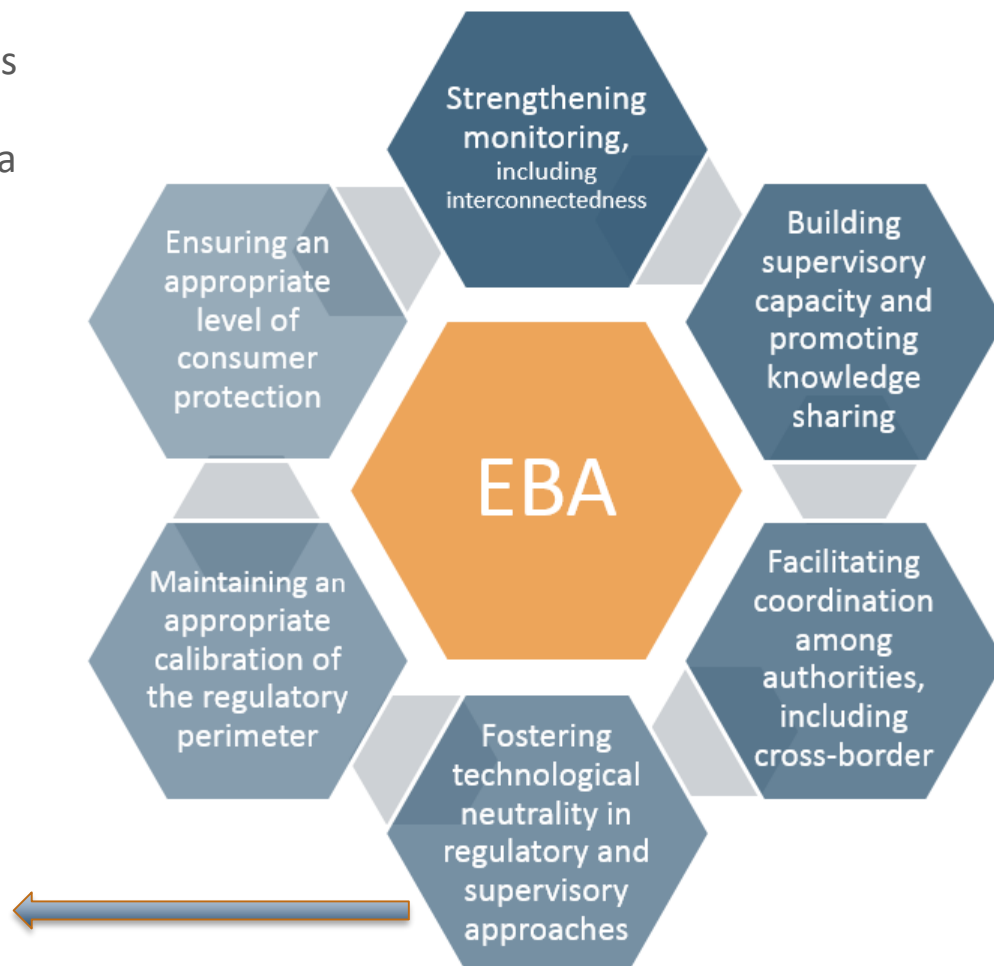 s
a
Strengthening
monitoring,
including
interconnectedness
Building
supervisory
capacity and
promoting
knowledge
sharing
Facilitating
coordination
among
authorities,
including
cross-border
Fostering
technological
neutrality in
regulatory and
supervisory
approaches
Maintaining an
appropriate
calibration of
the regulatory
perimeter
Ensuring an
appropriate
level of
consumer
protection
EBA